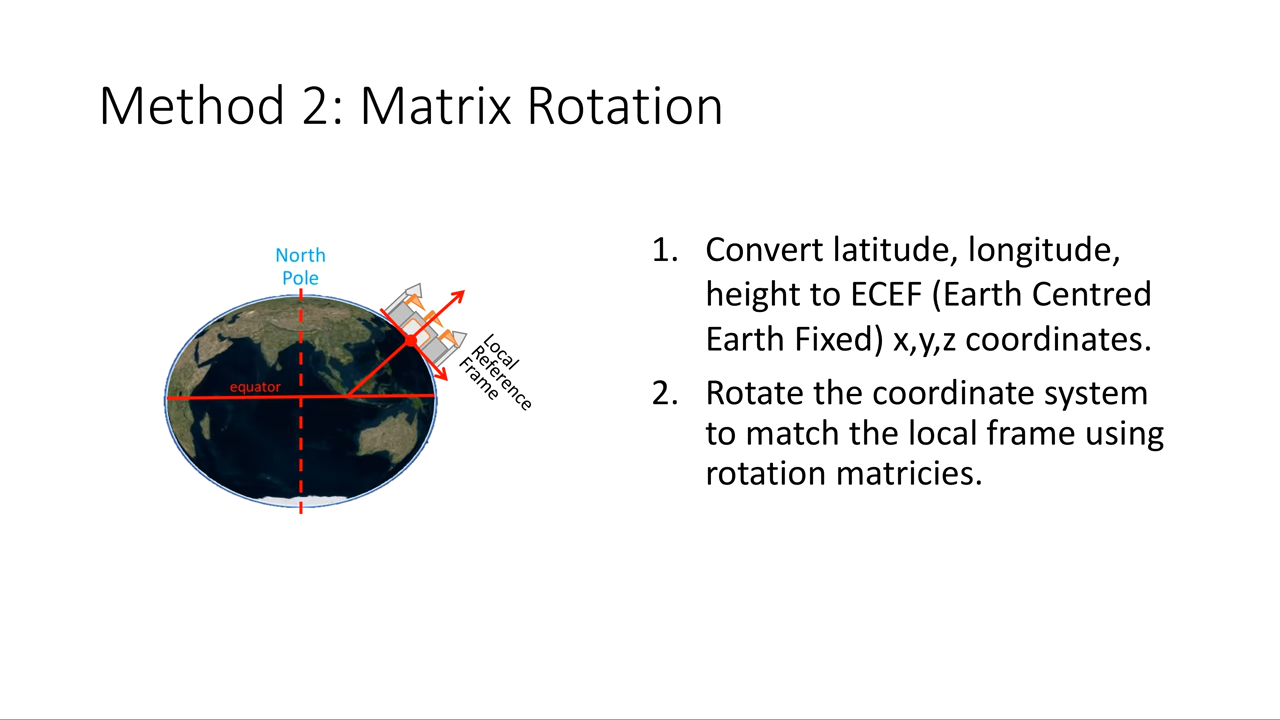 Method 2: Matrix Rotation
North
Pole
equator
Local
Reference
Frame
1. Convert latitude, longitude,
height to ECEF (Earth Centred
Earth Fixed) x,y,z coordinates.
2. Rotate the coordinate system
to match the local frame using
rotation matricies.